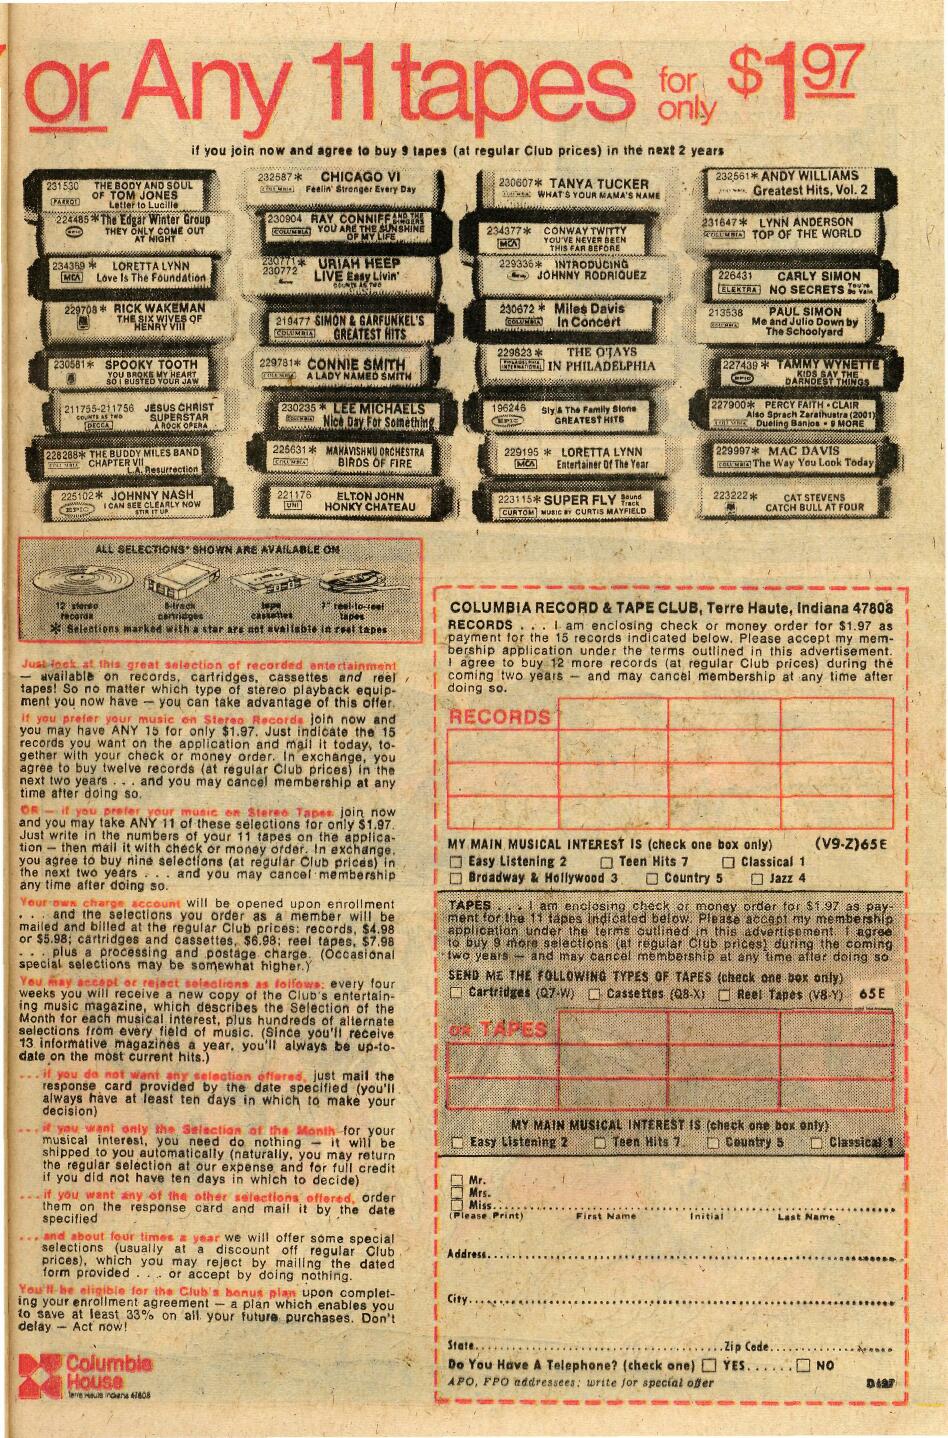 or Any 11 tapes for only $1.97
if you join now and agree to buy 9 tapes (at regular Club prices) in the next 2 years
231530 THE BODY AND SOUL
OF TOM JONES
Letter to Lucille
PARROT
224485* The Edgar Winter Group
EPIC THEY ONLY COME OUT
AT NIGHT
234369* LORETTA LYNN
MCA Love Is The Foundation
229708* RICK WAKEMAN
THE SIX WIVES OF
HENRY VIII
230581* SPOOKY TOOTH
YOU BROKE MY HEART
SO I BUSTED YOUR JAW
211755-211756 JESUS CHRIST
COUNTS AS TWO SUPERSTAR
DECCA A ROCK OPERA
228288* THE BUDDY MILES BAND
CHAPTER VII
L.A. Resurrection
225102* JOHNNY NASH
EPIC I CAN SEE CLEARLY NOW
STIR IT UP
232587* CHICAGO VI
COLUMBIA Feelin' Stronger Every Day
230904 RAY CONNIFF AND THE SINGERS
COLUMBIA YOU ARE THE SUNSHINE
OF MY LIFE
230771* URIAH HEEP
230772 LIVE Easy Livin'
COUNTS AS TWO
219477 SIMON & GARFUNKEL'S
COLUMBIA GREATEST HITS
229781* CONNIE SMITH
COLUMBIA A LADY NAMED SMITH
230235* LEE MICHAELS
COLUMBIA Nice Day For Something
225631* MAHAVISHNU ORCHESTRA
COLUMBIA BIRDS OF FIRE
221176 ELTON JOHN
UNI HONKY CHATEAU
230607* TANYA TUCKER
COLUMBIA WHAT'S YOUR MAMA'S NAME
234377* CONWAY TWITTY
MCA YOU'VE NEVER BEEN
THIS FAR BEFORE
229336* INTRODUCING
JOHNNY RODRIQUEZ
230672* Miles Davis
COLUMBIA In Concert
229823* THE O'JAYS
PHILADELPHIA INTERNATIONAL IN PHILADELPHIA
196246 Sly & The Family Stone
EPIC GREATEST HITS
229195* LORETTA LYNN
MCA Entertainer Of The Year
223115* SUPER FLY Sound Track
CURTOM MUSIC BY CURTIS MAYFIELD
232561* ANDY WILLIAMS
Greatest Hits, Vol. 2
231647* LYNN ANDERSON
COLUMBIA TOP OF THE WORLD
226431 CARLY SIMON
ELEKTRA NO SECRETS You're So Vain
213538 PAUL SIMON
COLUMBIA Me and Julio Down by
The Schoolyard
227439* TAMMY WYNETTE
EPIC KIDS SAY THE
DARNDEST THINGS
227900* PERCY FAITH • CLAIR
Also Sprach Zarathustra (2001)
COLUMBIA Dueling Banjos • 9 MORE
229997* MAC DAVIS
COLUMBIA The Way You Look Today
223222* CAT STEVENS
CATCH BULL AT FOUR
ALL SELECTIONS* SHOWN ARE AVAILABLE ON
12" stereo records 8-track cartridges tape cassettes 7" reel-to-reel tapes
* Selections marked with a star are not available in reel tapes
Just look at this great selection of recorded entertainment
— available on records, cartridges, cassettes and reel
tapes! So no matter which type of stereo playback equip-
ment you now have — you can take advantage of this offer.
If you prefer your music on Stereo Records join now and
you may have ANY 15 for only $1.97. Just indicate the 15
records you want on the application and mail it today, to-
gether with your check or money order. In exchange, you
agree to buy twelve records (at regular Club prices) in the
next two years . . . and you may cancel membership at any
time after doing so.
OR — if you prefer your music on Stereo Tapes join now
and you may take ANY 11 of these selections for only $1.97.
Just write in the numbers of your 11 tapes on the applica-
tion — then mail it with check or money order. In exchange,
you agree to buy nine selections (at regular Club prices) in
the next two years . . . and you may cancel membership
any time after doing so.
Your own charge account will be opened upon enrollment
. . . and the selections you order as a member will be
mailed and billed at the regular Club prices: records, $4.98
or $5.98; cartridges and cassettes, $6.98; reel tapes, $7.98
. . . plus a processing and postage charge. (Occasional
special selections may be somewhat higher.)
You may accept or reject selections as follows: every four
weeks you will receive a new copy of the Club's entertain-
ing music magazine, which describes the Selection of the
Month for each musical interest, plus hundreds of alternate
selections from every field of music. (Since you'll receive
13 informative magazines a year, you'll always be up-to-
date on the most current hits.)
. . . if you do not want any selection offered, just mail the
response card provided by the date specified (you'll
always have at least ten days in which to make your
decision)
. . . if you want only the Selection of the Month for your
musical interest, you need do nothing — it will be
shipped to you automatically (naturally, you may return
the regular selection at our expense and for full credit
if you did not have ten days in which to decide)
. . . if you want any of the other selections offered, order
them on the response card and mail it by the date
specified
. . . and about four times a year we will offer some special
selections (usually at a discount off regular Club
prices), which you may reject by mailing the dated
form provided . . . or accept by doing nothing.
You'll be eligible for the Club's bonus plan upon complet-
ing your enrollment agreement — a plan which enables you
to save at least 33% on all your future purchases. Don't
delay — Act now!
Columbia
House
Terre Haute Indiana 47808
COLUMBIA RECORD & TAPE CLUB, Terre Haute, Indiana 47808
RECORDS . . . I am enclosing check or money order for $1.97 as
payment for the 15 records indicated below. Please accept my mem-
bership application under the terms outlined in this advertisement.
I agree to buy 12 more records (at regular Club prices) during the
coming two years — and may cancel membership at any time after
doing so.
RECORDS
MY MAIN MUSICAL INTEREST IS (check one box only) (V9-Z)65E
Easy Listening 2 Teen Hits 7 Classical 1
Broadway & Hollywood 3 Country 5 Jazz 4
TAPES . . . I am enclosing check or money order for $1.97 as pay-
ment for the 11 tapes indicated below. Please accept my membership
application under the terms outlined in this advertisement. I agree
to buy 9 more selections (at regular Club prices) during the coming
two years — and may cancel membership at any time after doing so
SEND ME THE FOLLOWING TYPES OF TAPES (check one box only)
Cartridges (Q7-W) Cassettes (Q8-X) Reel Tapes (V8-Y) 65E
OR TAPES
MY MAIN MUSICAL INTEREST IS (check one box only)
Easy Listening 2 Teen Hits 7 Country 5 Classical 1
Mr.
Mrs.
Miss
(Please Print) First Name Initial Last Name
Address
City
State Zip Code
Do You Have A Telephone? (check one) YES NO
APO, FPO addressees: write for special offer